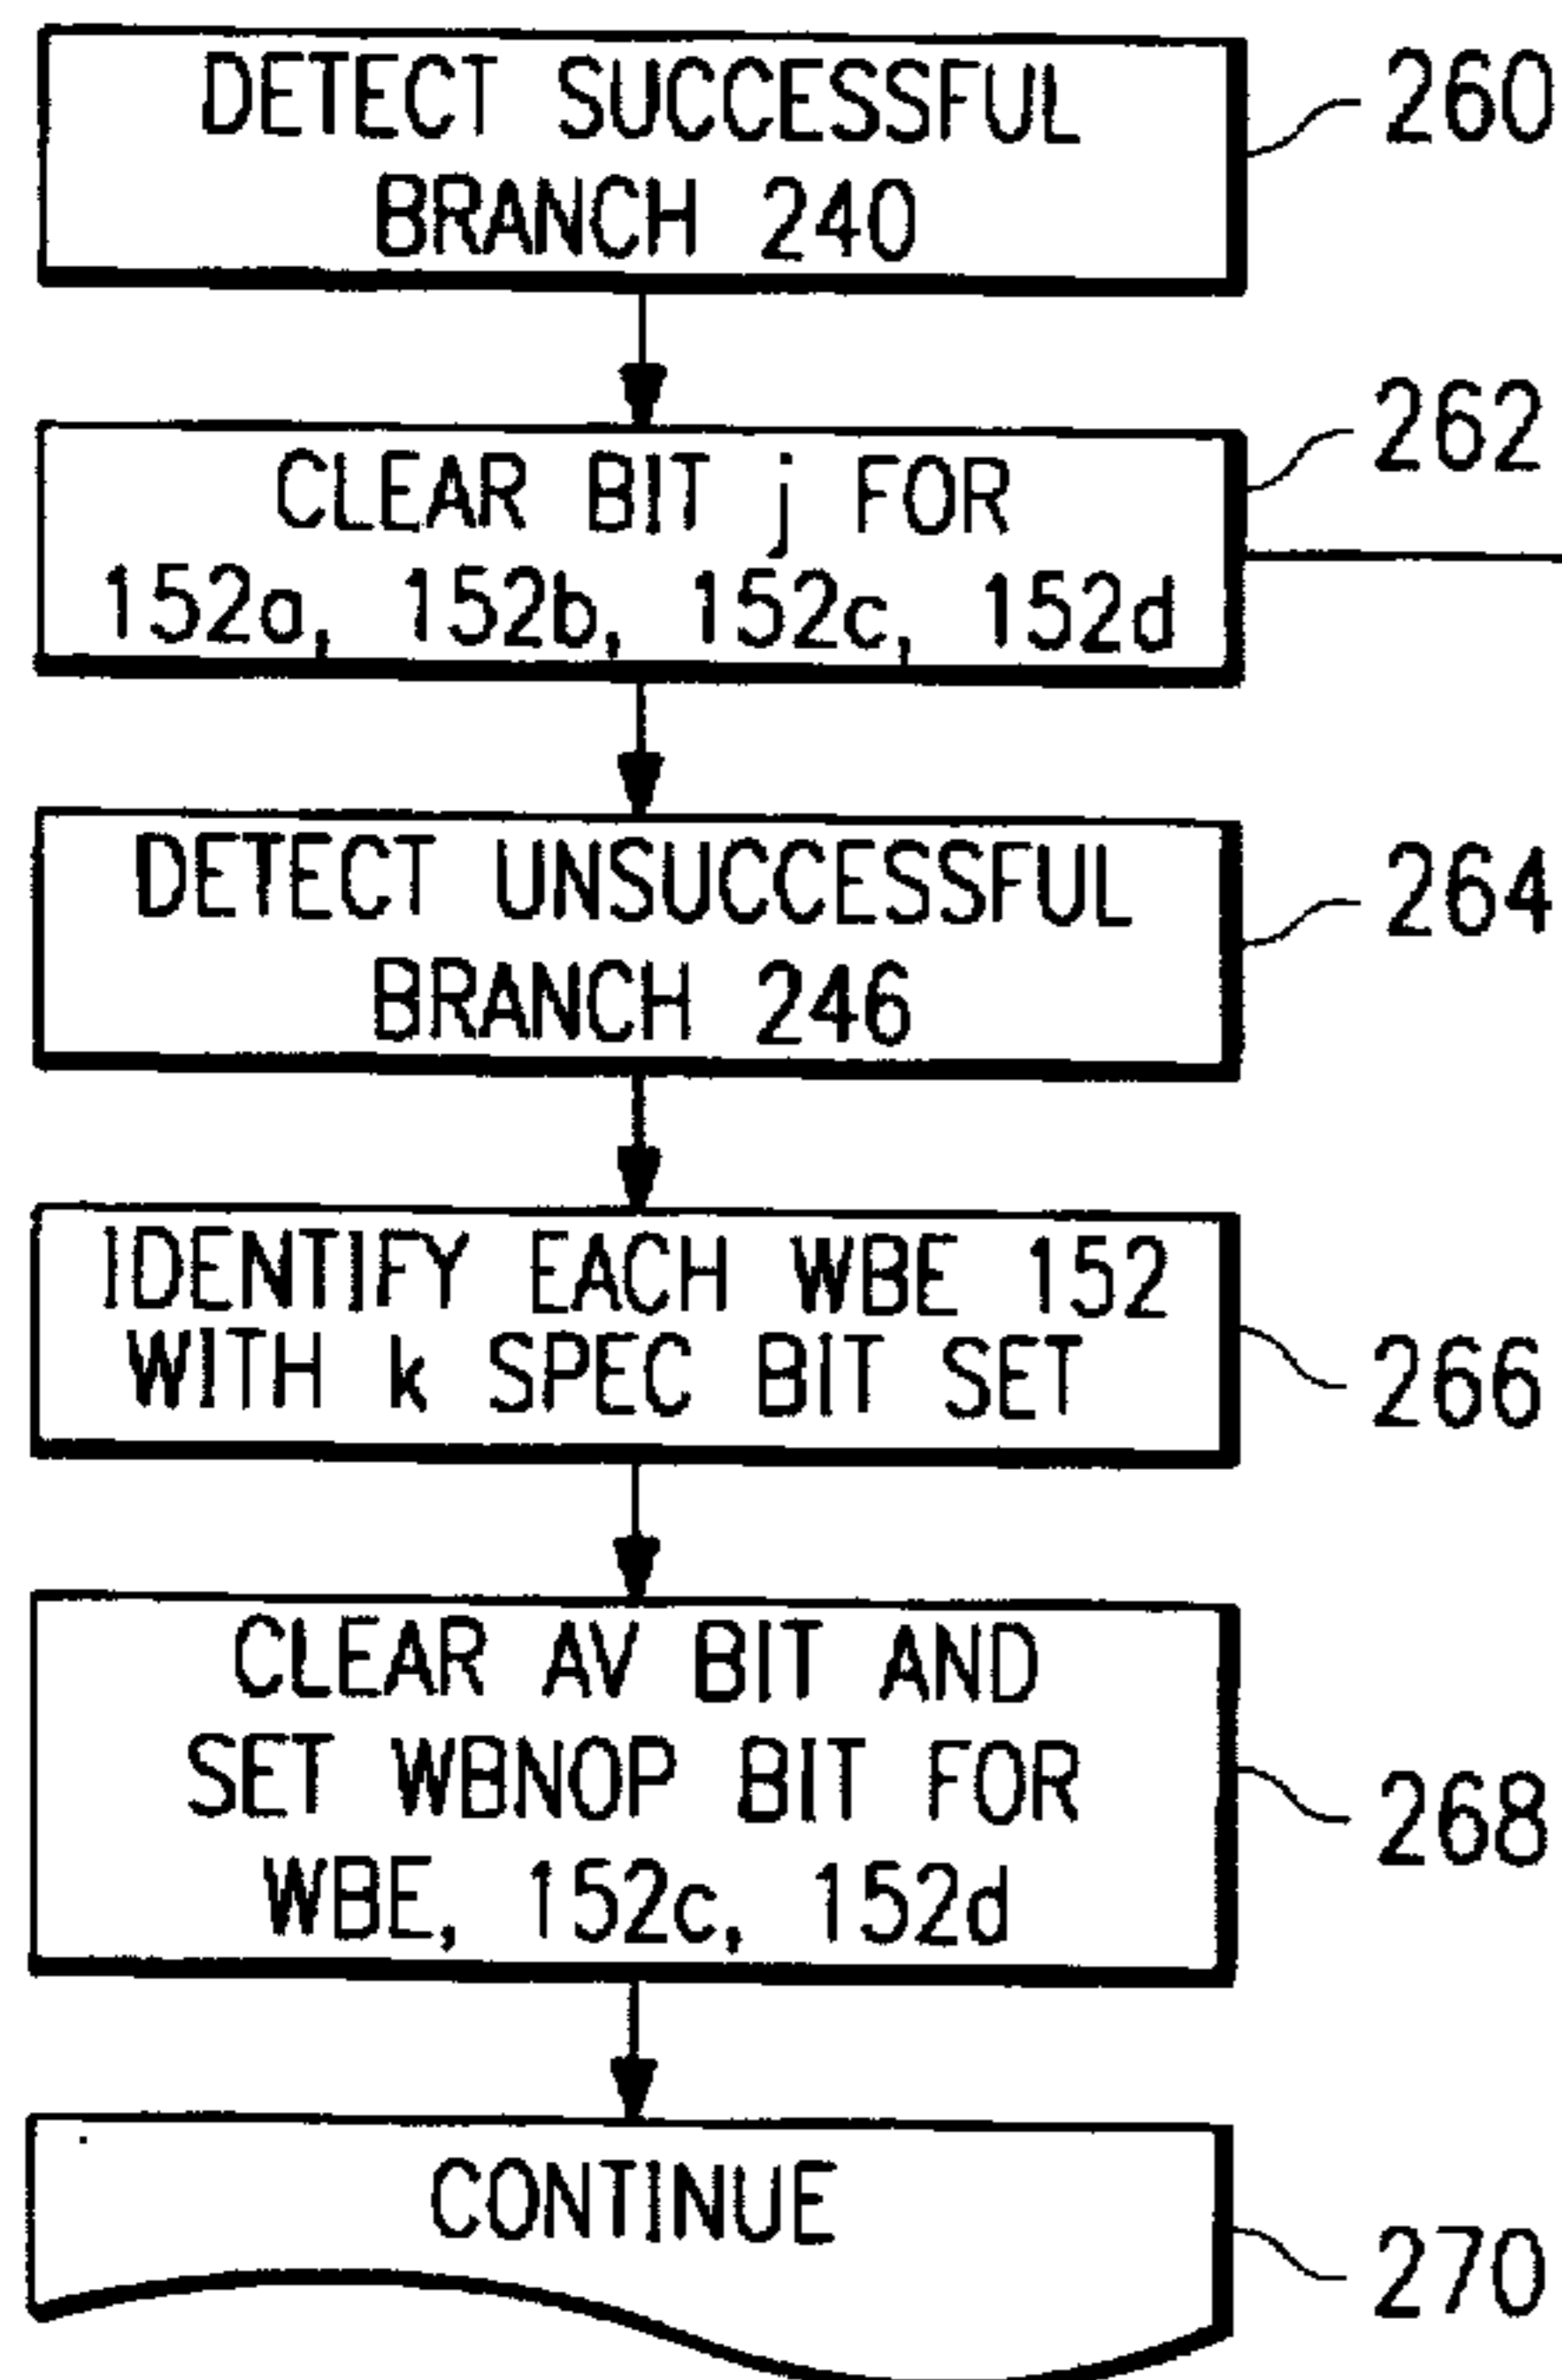 DETECT SUCCESSFUL
BRANCH 240
260
CLEAR BIT j FOR
152a, 152b, 152c, 152d
262
DETECT UNSUCCESSFUL
BRANCH 246
264
IDENTIFY EACH WBE 152
WITH k SPEC BIT SET
266
CLEAR AV BIT AND
SET WBNOP BIT FOR
WBE, 152c, 152d
268
CONTINUE
270